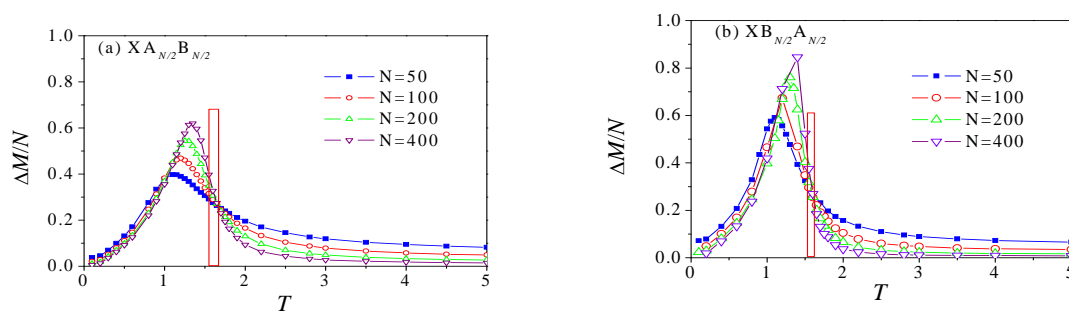 1.0
(a) XA_{N/2}B_{N/2}
0.8
N=50
N=100
0.6
N=200
N=400
ΔM/N
0.4
0.2
0.0
0 1 2 3 4 5
T
1.0
(b) XB_{N/2}A_{N/2}
0.8
N=50
N=100
0.6
N=200
N=400
ΔM/N
0.4
0.2
0.0
0 1 2 3 4 5
T